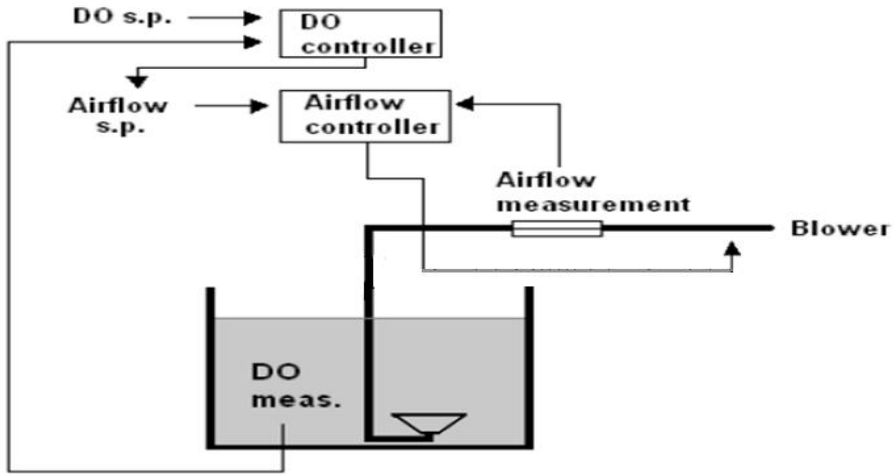 DO s.p.
DO
controller
Airflow
s.p.
Airflow
controller
Airflow
measurement
Blower
DO
meas.